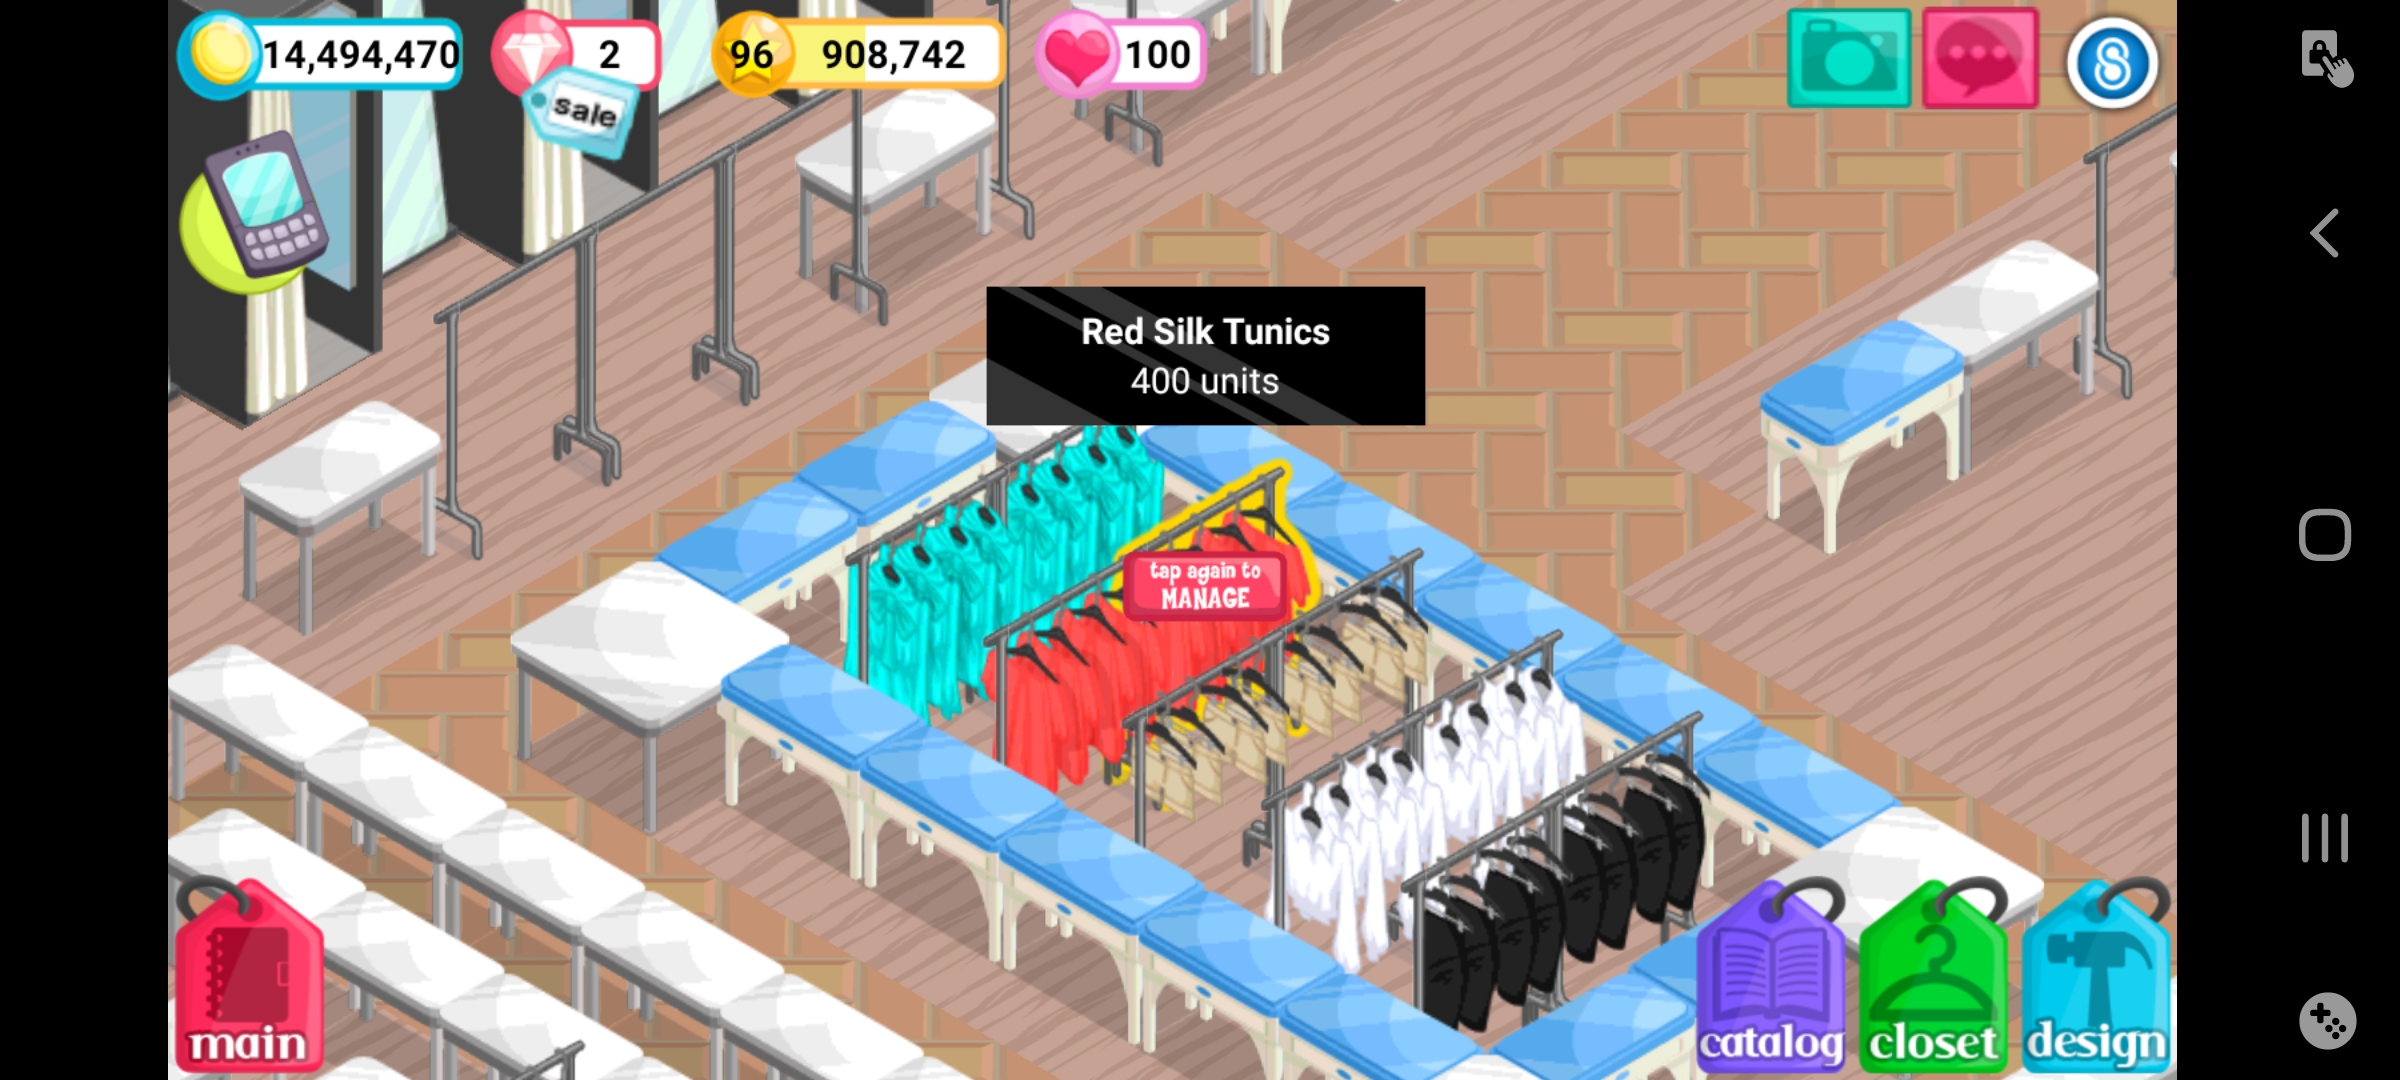 14,494,470
2
96
908,742
100
sale
Red Silk Tunics
400 units
tap again to
MANAGE
main
catalog
closet
design